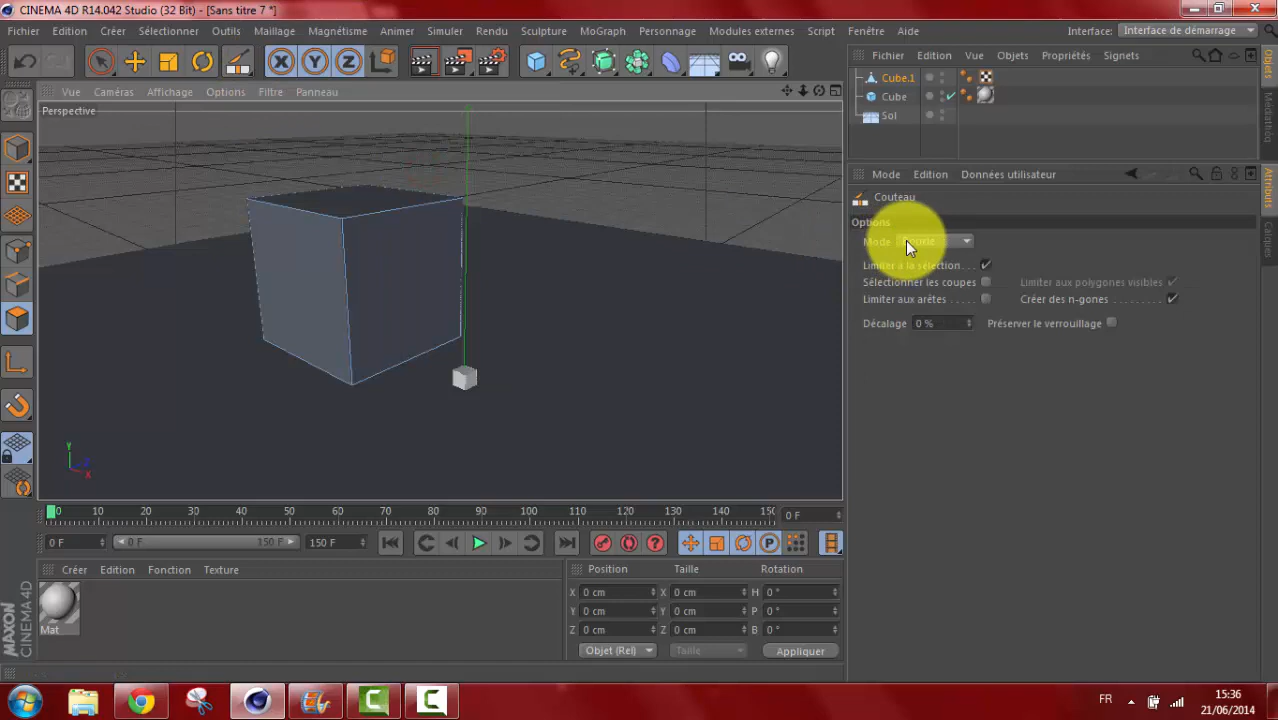 CINEMA 4D R14.042 Studio (32 Bit) - [Sans titre 7 *]
Fichier Edition Créer Sélectionner Outils Maillage Magnétisme Animer Simuler Rendu Sculpture MoGraph Personnage Modules externes Script Fenêtre Aide Interface: Interface de démarrage
Fichier Edition Vue Objets Propriétés Signets
Objets
Médiathèque
Cube.1
Cube
Sol
Vue Caméras Affichage Options Filtre Panneau
Perspective
Mode Edition Données utilisateur
Attributs
Calques
Couteau
Options
Mode
Limiter à la sélection
Sélectionner les coupes Limiter aux polygones visibles
Limiter aux arêtes Créer des n-gones
Décalage 0 % Préserver le verrouillage
Y
Z
X
0 10 20 30 40 50 60 70 80 90 100 110 120 130 140 150 0 F
0 F 0 F 150 F 150 F
Créer Edition Fonction Texture
Mat
Position Taille Rotation
X 0 cm X 0 cm H 0 °
Y 0 cm Y 0 cm P 0 °
Z 0 cm Z 0 cm B 0 °
Objet (Rel) Taille Appliquer
MAXON CINEMA 4D
FR 15:36
21/06/2014